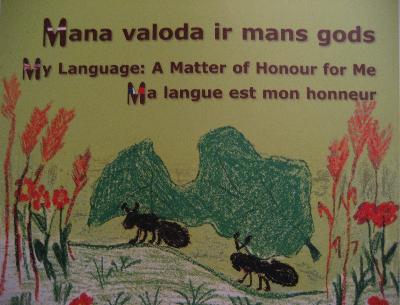 Mana valoda ir mans gods
My Language: A Matter of Honour for Me
Ma langue est mon honneur